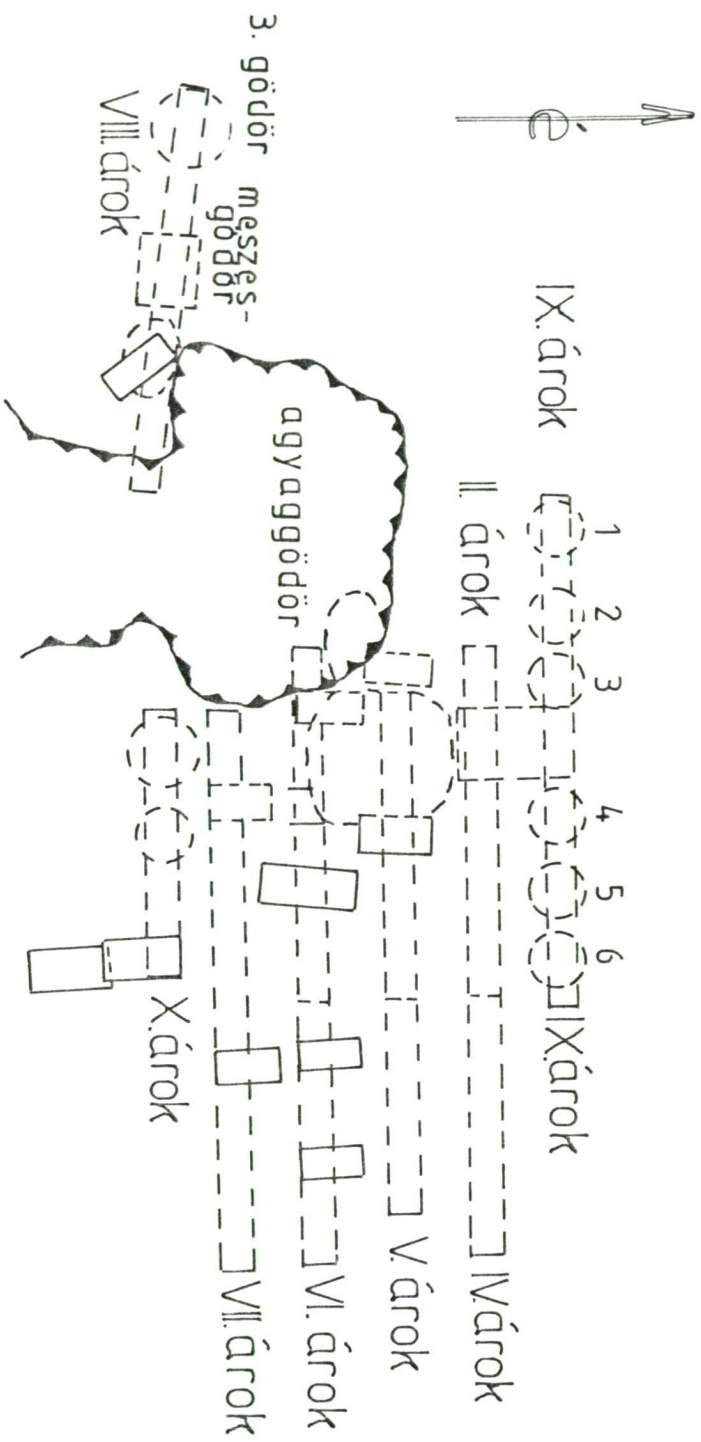 é
IX. árok
1
2
3
4
5
6
IX. árok
II. árok
IV. árok
V. árok
agyaggödör
VI. árok
3. gödör
meszes-
gödör
VII. árok
VIII. árok
X. árok